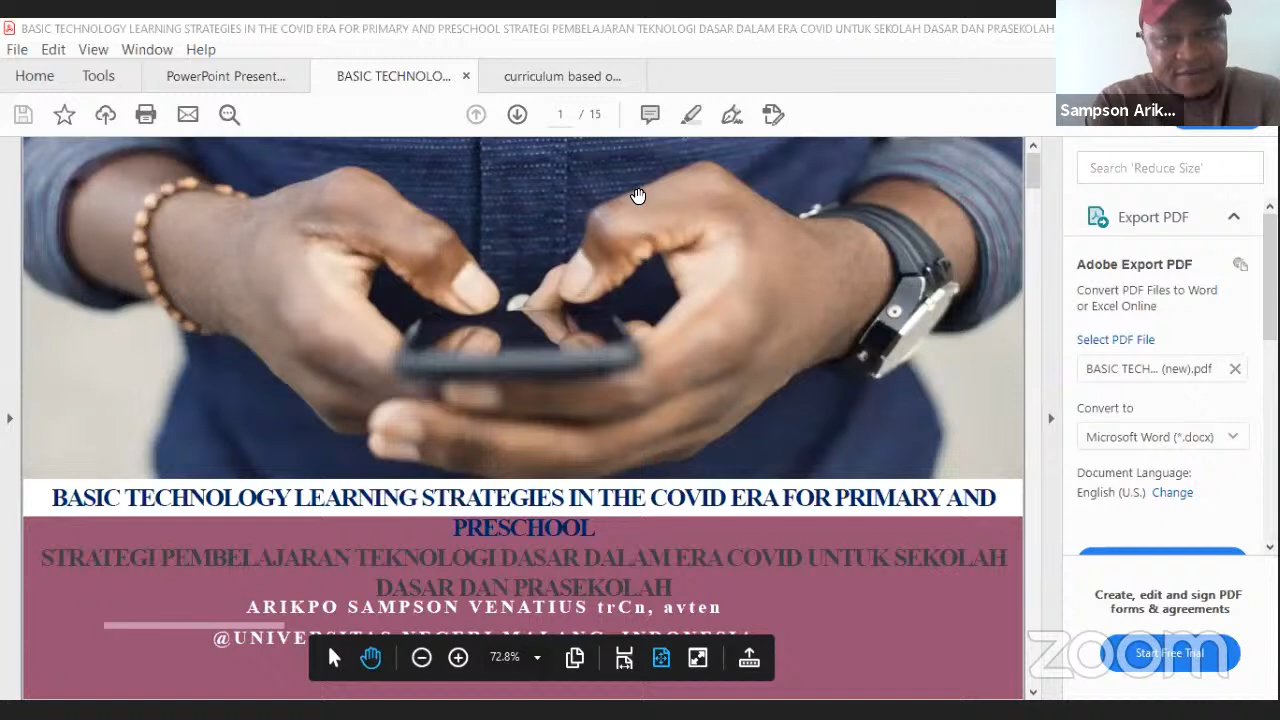 BASIC TECHNOLOGY LEARNING STRATEGIES IN THE COVID ERA FOR PRIMARY AND PRESCHOOL STRATEGI PEMBELAJARAN TEKNOLOGI DASAR DALAM ERA COVID UNTUK SEKOLAH DASAR DAN PRASEKOLAH
File Edit View Window Help
Home Tools PowerPoint Present... BASIC TECHNOLO... × curriculum based o...
1 / 15
Sampson Arik...
Search 'Reduce Size'
Export PDF
Adobe Export PDF
Convert PDF Files to Word
or Excel Online
Select PDF File
BASIC TECH... (new).pdf
Convert to
Microsoft Word (*.docx)
Document Language:
English (U.S.) Change
BASIC TECHNOLOGY LEARNING STRATEGIES IN THE COVID ERA FOR PRIMARY AND
PRESCHOOL
STRATEGI PEMBELAJARAN TEKNOLOGI DASAR DALAM ERA COVID UNTUK SEKOLAH
DASAR DAN PRASEKOLAH
ARIKPO SAMPSON VENATIUS trCn, avten
@UNIVERSITAS NEGERI MALANG, INDONESIA
72.8%
Create, edit and sign PDF
forms & agreements
Start Free Trial
zoom